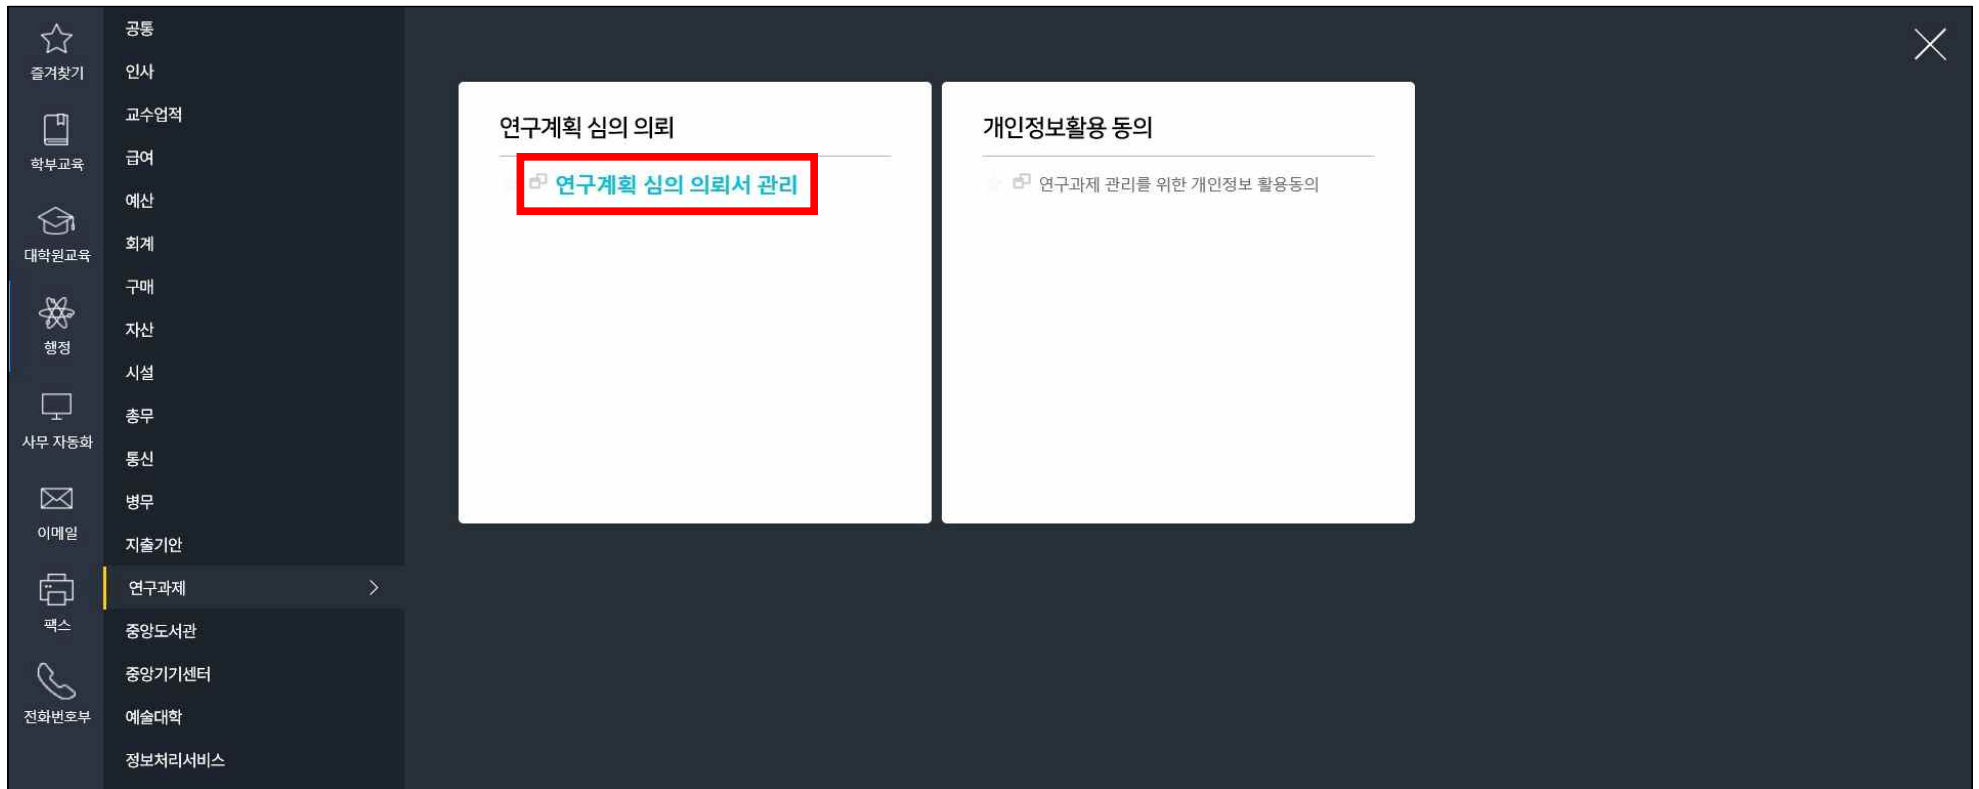 즐겨찾기
학부교육
대학원교육
행정
사무 자동화
이메일
팩스
전화번호부
공통
인사
교수업적
급여
예산
회계
구매
자산
시설
총무
통신
병무
지출기안
연구과제
중앙도서관
중앙기기센터
예술대학
정보처리서비스
연구계획 심의 의뢰
연구계획 심의 의뢰서 관리
개인정보활용 동의
연구과제 관리를 위한 개인정보 활용동의